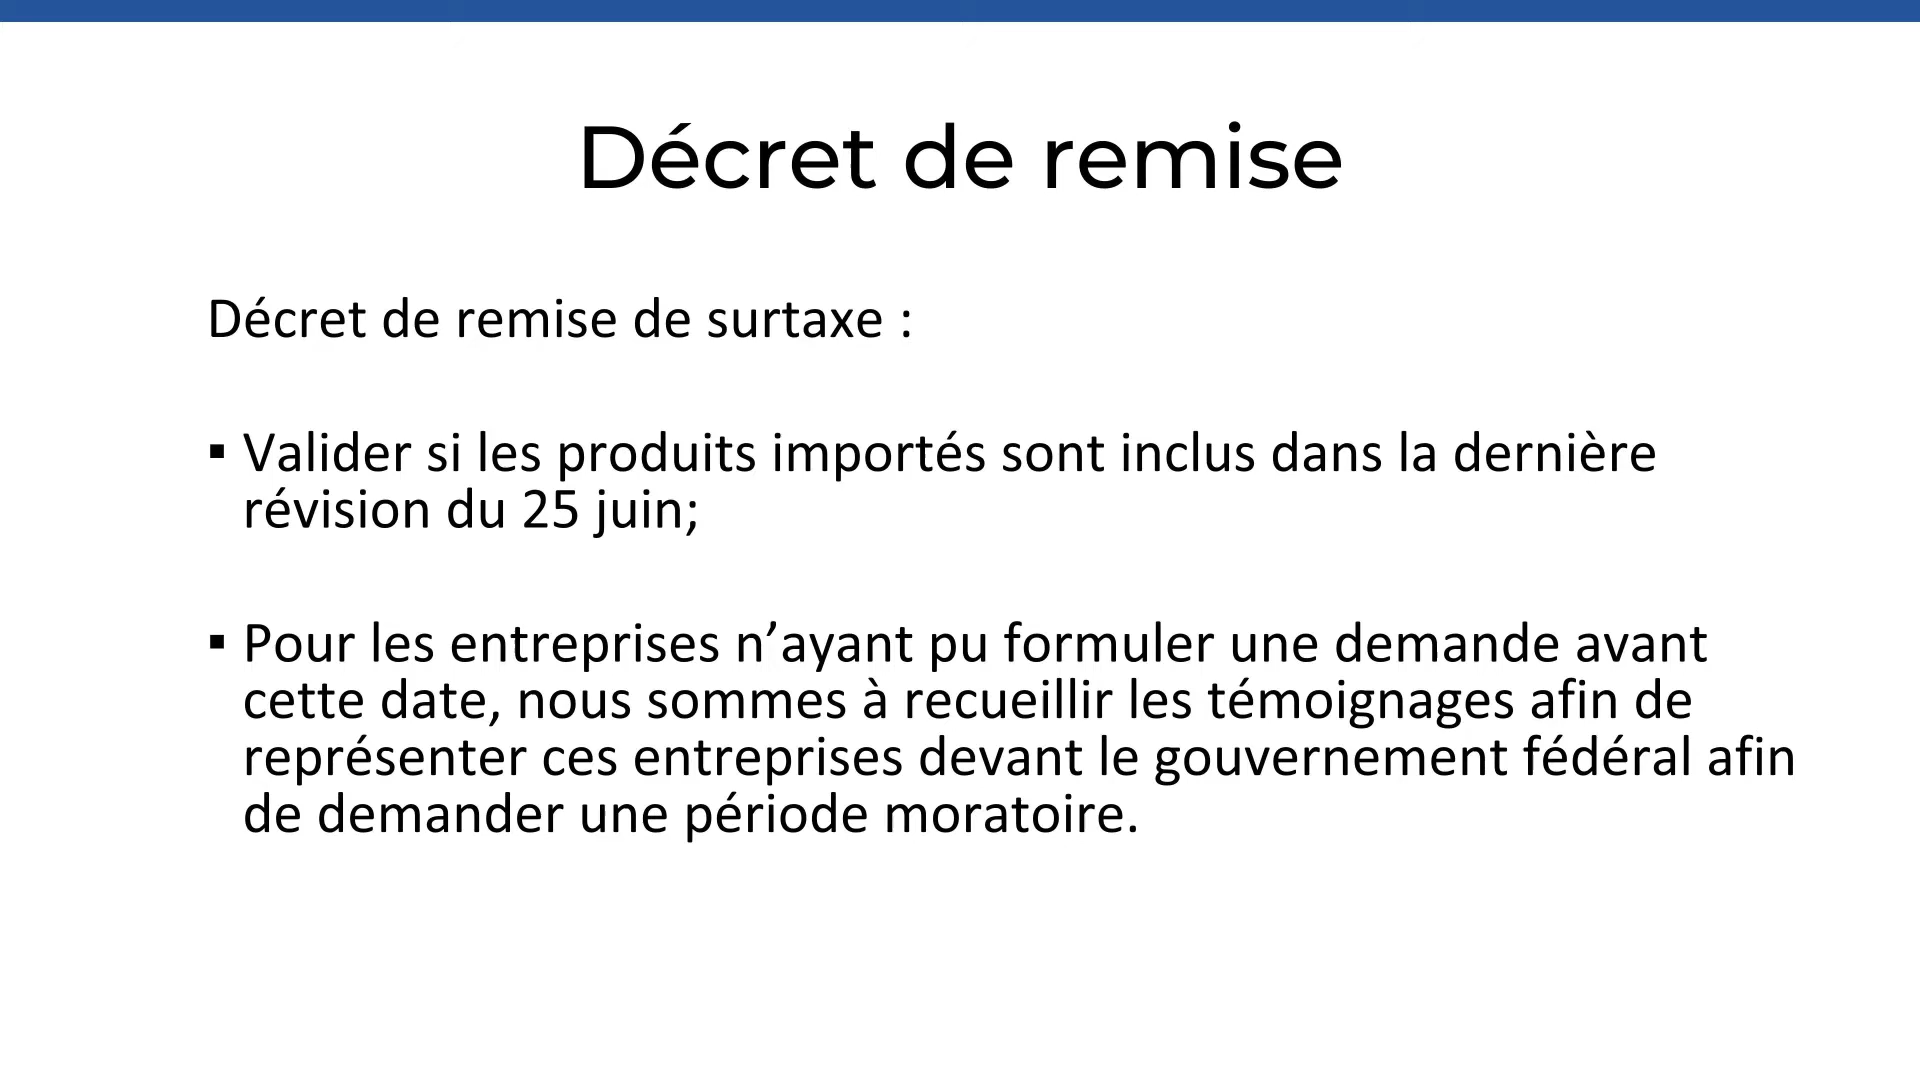 Décret de remise
Décret de remise de surtaxe :
▪ Valider si les produits importés sont inclus dans la dernière
révision du 25 juin;
▪ Pour les entreprises n’ayant pu formuler une demande avant
cette date, nous sommes à recueillir les témoignages afin de
représenter ces entreprises devant le gouvernement fédéral afin
de demander une période moratoire.